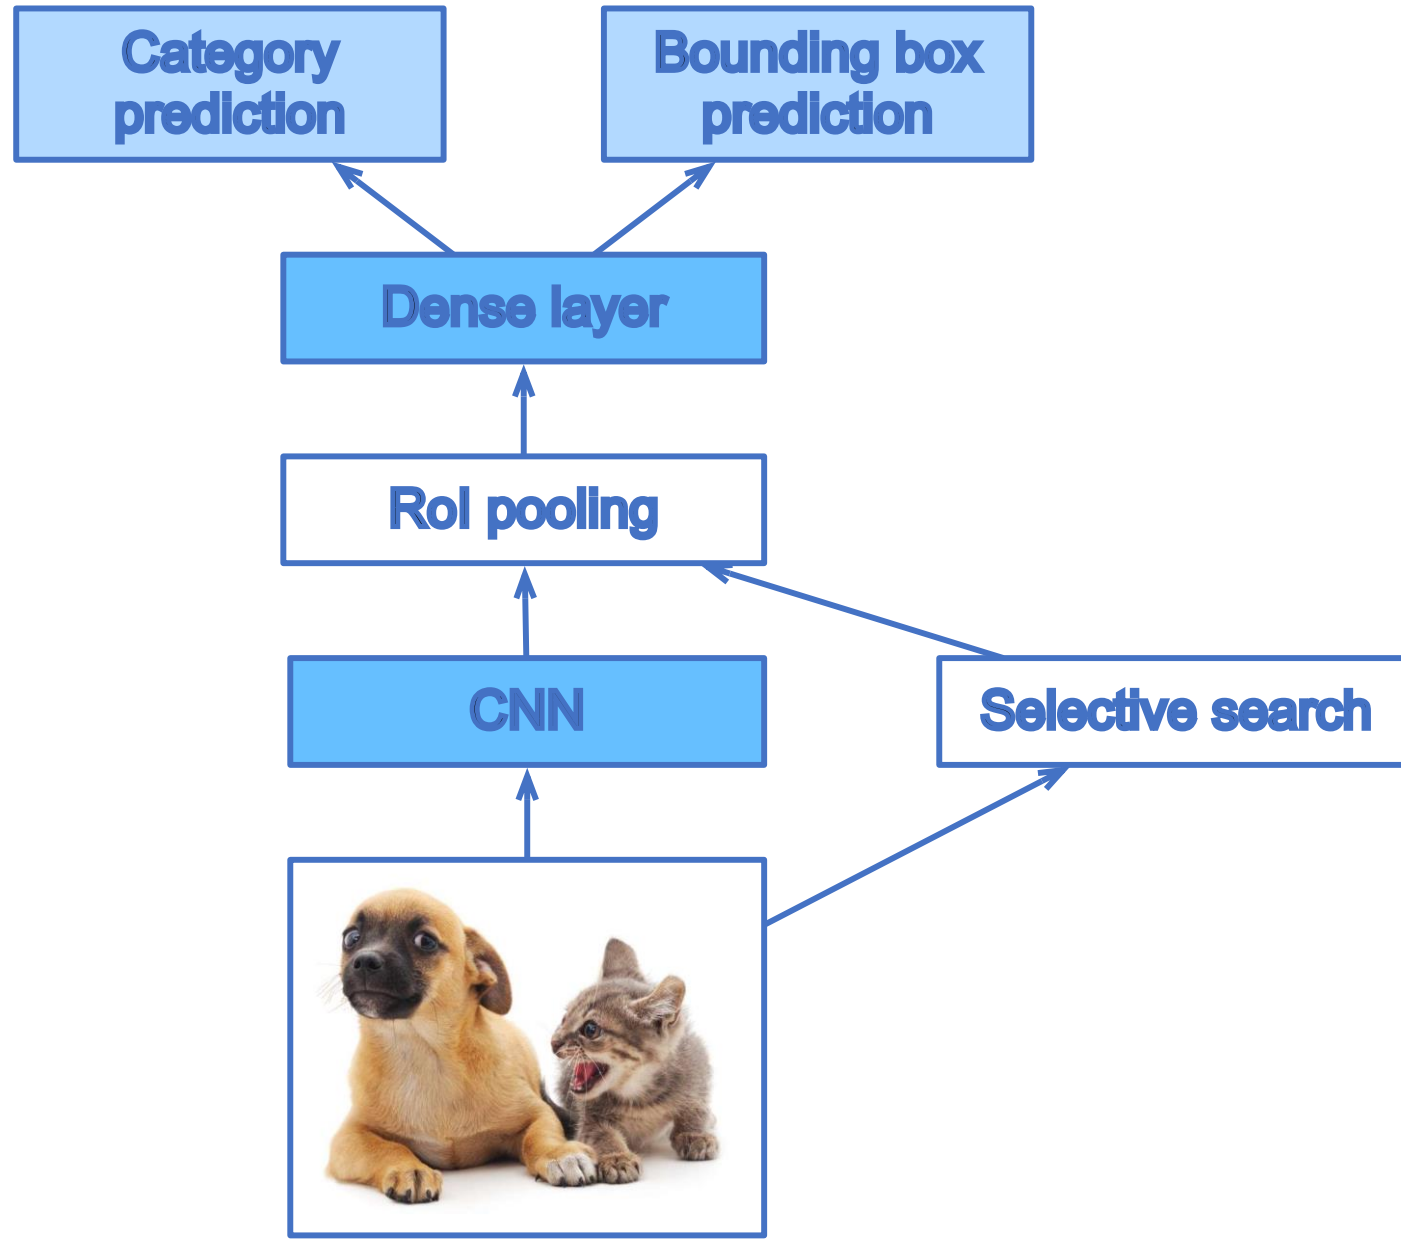 Category
prediction
Bounding box
prediction
Dense layer
RoI pooling
CNN
Selective search